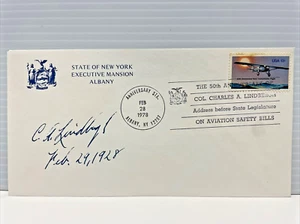 STATE OF NEW YORK
EXECUTIVE MANSION
ALBANY
ANNIVERSARY STA.
FEB
28
1978
ALBANY, NY
THE 50th AN
COL CHARLES A. LINDBERGH
Address before State Legislature
ON AVIATION SAFETY BILLS
C. A. Lindbergh
Feb. 29, 1928